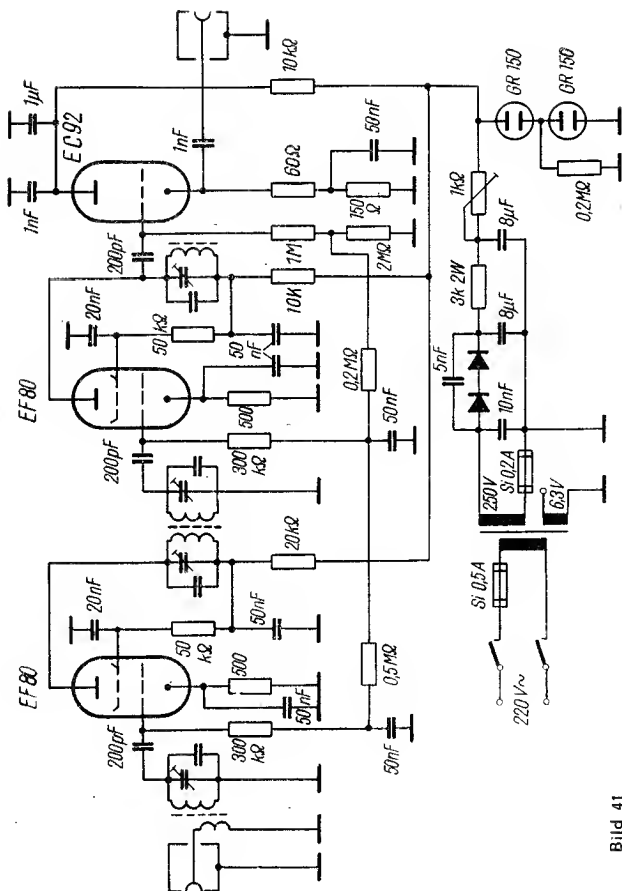 1nF
1µF
EC92
200pF
1nF
10kΩ
60Ω
50nF
150
Ω
1M
2MΩ
10K
EF80
20nF
50
kΩ
50
nF
500
200pF
300
kΩ
0,2MΩ
50nF
20kΩ
EF80
20nF
50
kΩ
50nF
500
50nF
200pF
300
kΩ
0,5MΩ
50nF
220V~
Si 0,5A
250V
6,3V
Si 0,2A
10nF
5nF
8µF
3k 2W
8µF
1kΩ
GR 150
GR 150
0,2MΩ
Bild 41